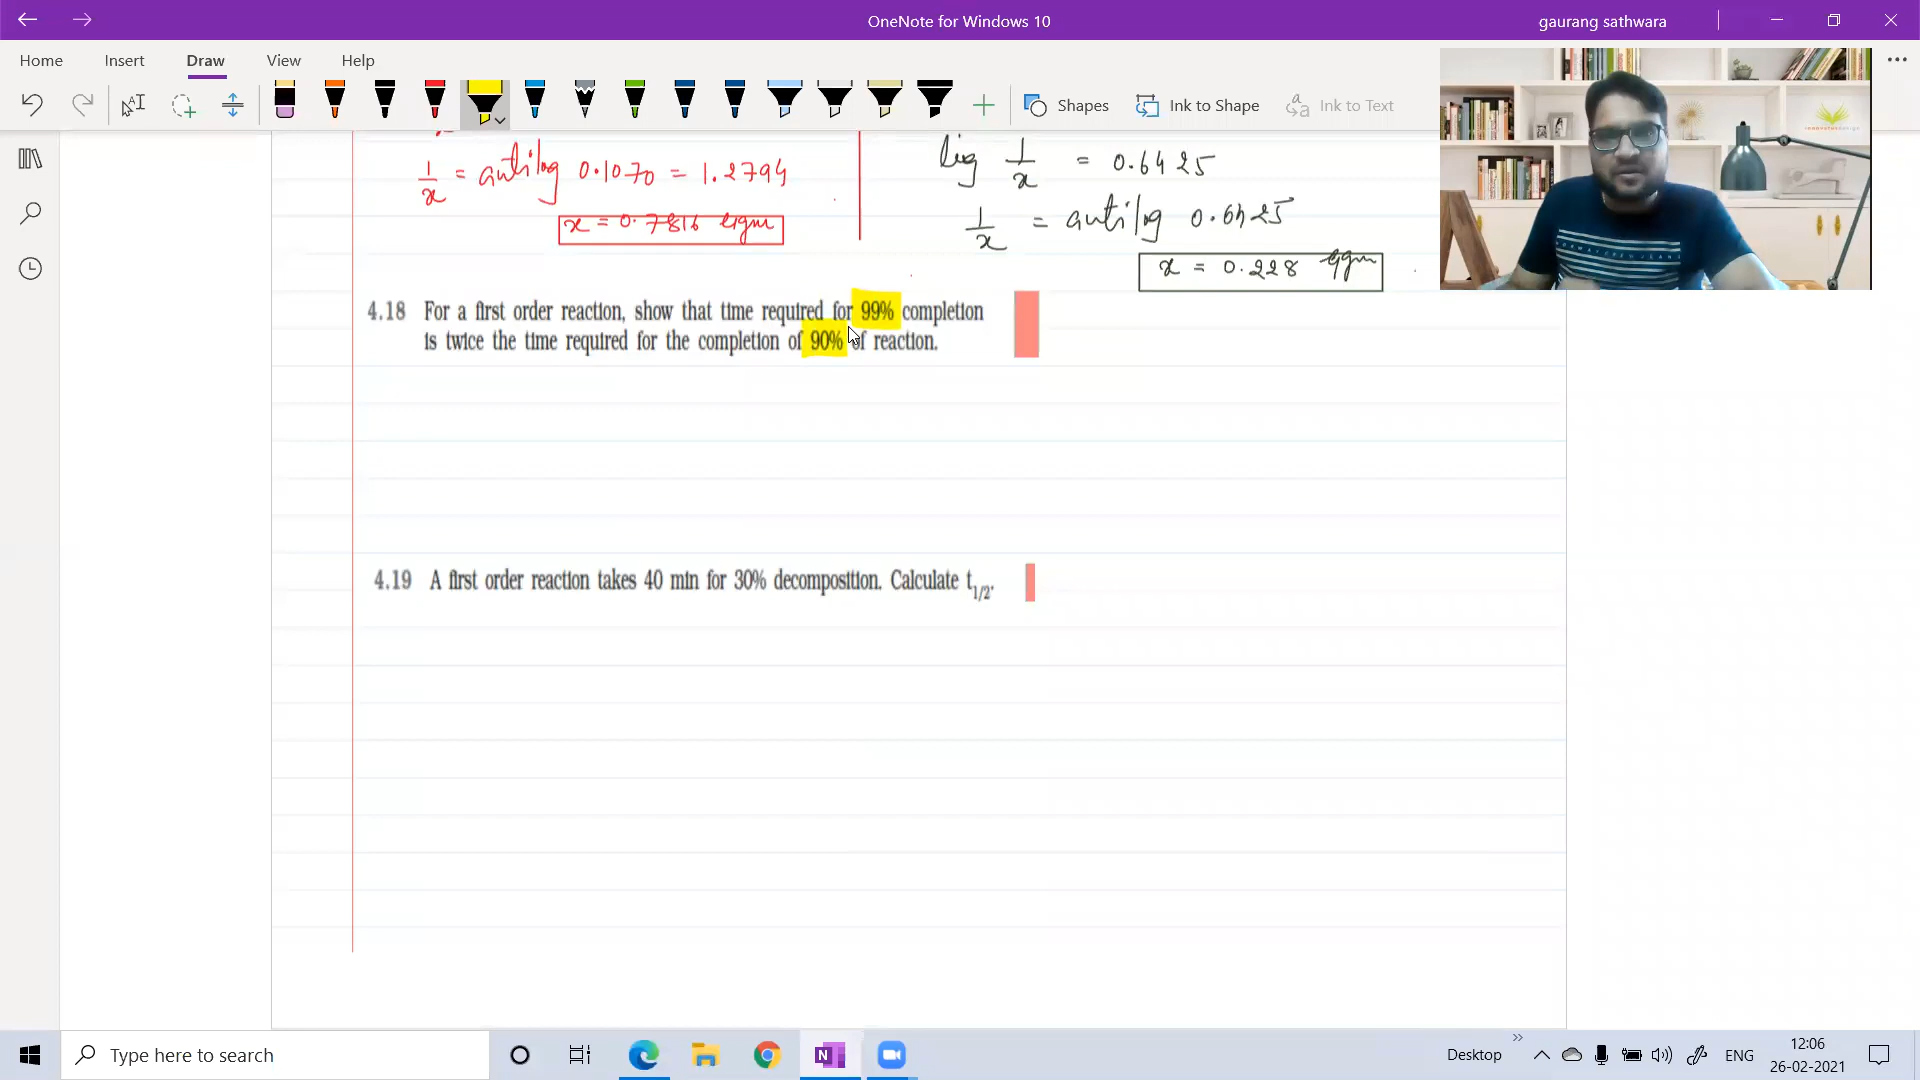 OneNote for Windows 10
gaurang sathwara
Home Insert Draw View Help
Shapes Ink to Shape Ink to Text
1/x = antilog 0.1070 = 1.2794
x = 0.7816 
log 1/x = 0.6425
1/x = antilog 0.6425
x = 0.228 
4.18 For a first order reaction, show that time required for 99% completion
is twice the time required for the completion of 90% of reaction.
4.19 A first order reaction takes 40 min for 30% decomposition. Calculate t1/2.
Type here to search
Desktop
ENG
12:06
26-02-2021